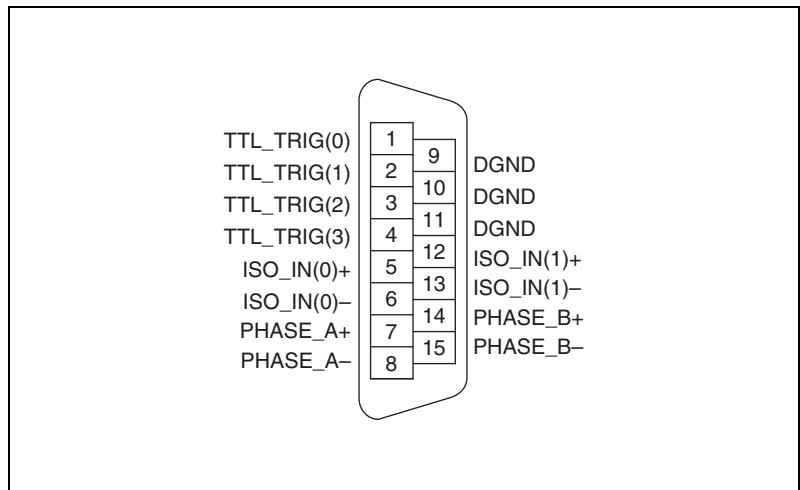 TTL_TRIG(0)
TTL_TRIG(1)
TTL_TRIG(2)
TTL_TRIG(3)
ISO_IN(0)+
ISO_IN(0)–
PHASE_A+
PHASE_A–
1
2
3
4
5
6
7
8
9
10
11
12
13
14
15
DGND
DGND
DGND
ISO_IN(1)+
ISO_IN(1)–
PHASE_B+
PHASE_B–